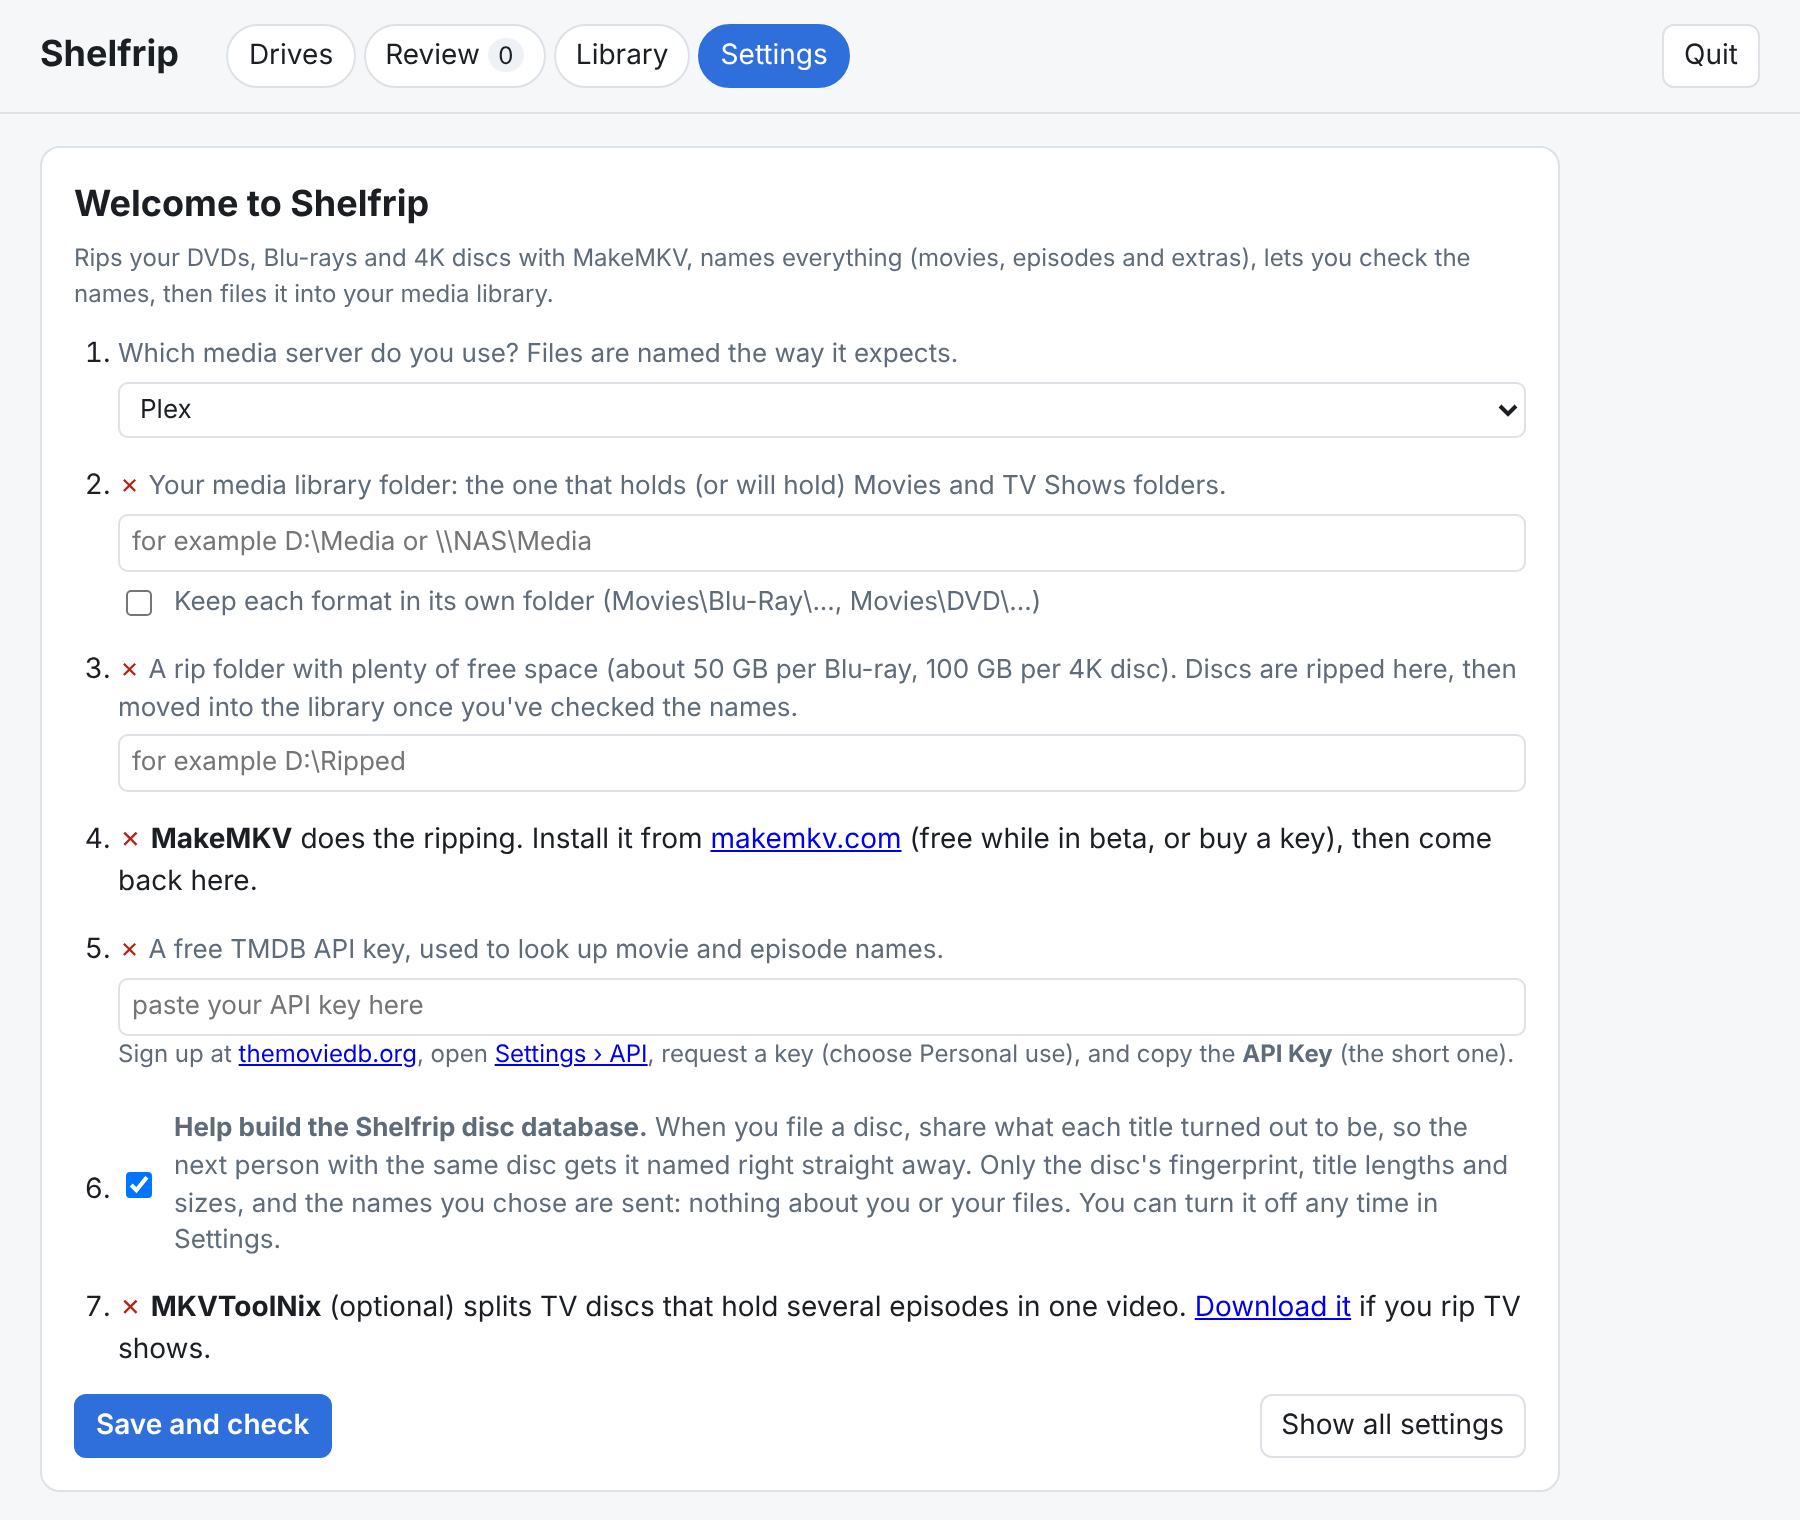 Shelfrip
Drives
Review 0
Library
Settings
Quit
Welcome to Shelfrip
Rips your DVDs, Blu-rays and 4K discs with MakeMKV, names everything (movies, episodes and extras), lets you check the
names, then files it into your media library.
1. Which media server do you use? Files are named the way it expects.
Plex
2. ✕ Your media library folder: the one that holds (or will hold) Movies and TV Shows folders.
for example D:\Media or \\NAS\Media
Keep each format in its own folder (Movies\Blu-Ray\..., Movies\DVD\...)
3. ✕ A rip folder with plenty of free space (about 50 GB per Blu-ray, 100 GB per 4K disc). Discs are ripped here, then
moved into the library once you've checked the names.
for example D:\Ripped
4. ✕ MakeMKV does the ripping. Install it from makemkv.com (free while in beta, or buy a key), then come
back here.
5. ✕ A free TMDB API key, used to look up movie and episode names.
paste your API key here
Sign up at themoviedb.org, open Settings › API, request a key (choose Personal use), and copy the API Key (the short one).
6. Help build the Shelfrip disc database. When you file a disc, share what each title turned out to be, so the
next person with the same disc gets it named right straight away. Only the disc's fingerprint, title lengths and
sizes, and the names you chose are sent: nothing about you or your files. You can turn it off any time in
Settings.
7. ✕ MKVToolNix (optional) splits TV discs that hold several episodes in one video. Download it if you rip TV
shows.
Save and check
Show all settings